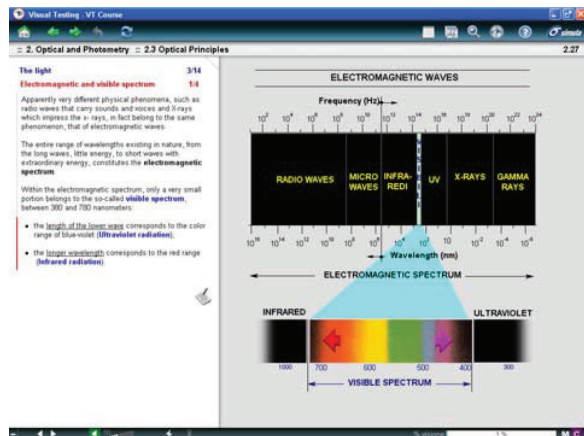 Visual Testing - VT Course
:: 2. Optical and Photometry :: 2.3 Optical Principles 2.27
The light 3/14
Electromagnetic and visible spectrum 1/4
Apparently very different physical phenomena, such as
radio waves that carry sounds and voices and X-rays
which impress the x- rays, in fact belong to the same
phenomenon, that of electromagnetic waves.
The entire range of wavelengths existing in nature, from
the long waves, little energy, to short waves with
extraordinary energy, constitutes the electromagnetic
spectrum.
Within the electromagnetic spectrum, only a very small
portion belongs to the so-called visible spectrum,
between 380 and 780 nanometers:
• the length of the lower wave corresponds to the color
range of blue-violet (Ultraviolet radiation),
• the longer wavelength corresponds to the red range
(Infrared radiation).
ELECTROMAGNETIC WAVES
Frequency (Hz)
RADIO WAVES
MICRO
WAVES
INFRA-
REDI
UV
X-RAYS
GAMMA
RAYS
Wavelength (nm)
ELECTROMAGNETIC SPECTRUM
INFRARED ULTRAVIOLET
1000 700 600 500 400 300
VISIBLE SPECTRUM